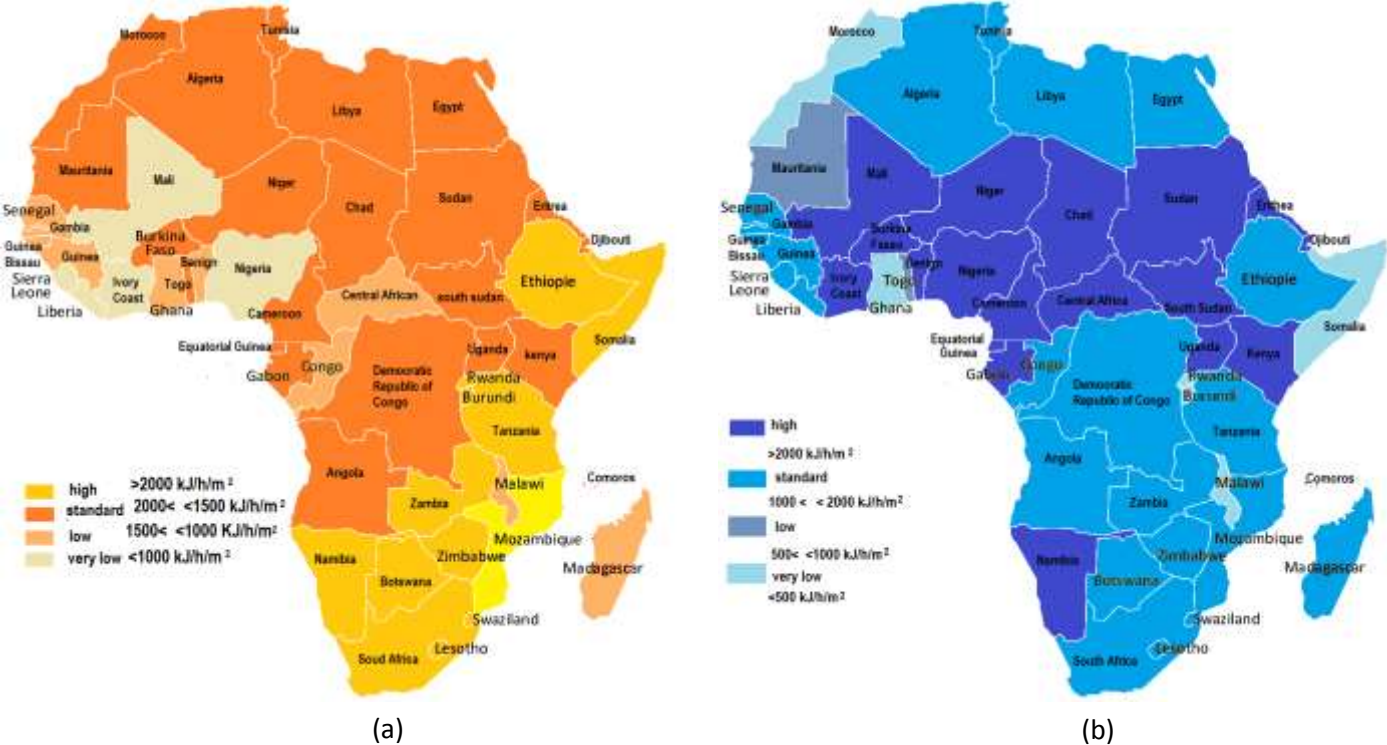 Morocco
Tunisia
Algeria
Libya
Egypt
Mauritania
Mali
Niger
Chad
Sudan
Eritrea
Senegal
Gambia
Djibouti
Burkina
Faso
Guinea
Bissau
Guinea
Benign
Nigeria
Ethiople
Sierra
Leone
Ivory
Coast
Togo
Central African
south sudan
Liberia
Ghana
Cameroon
Somalia
Equatorial Guinea
Uganda
kenya
Gabon
Congo
Democratic
Republic of
Congo
Rwanda
Burundi
Tanzania
Angola
Malawi
Comoros
Zambia
Mozambique
Namibia
Zimbabwe
Madagascar
Botswana
Swaziland
Lesotho
Soud Africa
high >2000 kJ/h/m²
standard 2000< <1500 kJ/h/m²
low 1500< <1000 KJ/h/m²
very low <1000 kJ/h/m²
(a)
Morocco
Tunisia
Algeria
Libya
Egypt
Mauritania
Mali
Niger
Chad
Sudan
Eritrea
Senegal
Gambia
Djibouti
Burkina
Fasso
Guinea
Bissau
Guinea
Benign
Nigeria
Ethiople
Sierra
Leone
Ivory
Coast
Togo
Central Africa
South Sudan
Liberia
Ghana
Cameroon
Somalia
Equatorial
Guinea
Uganda
Kenya
Gabon
Congo
Democratic
Republic of Congo
Rwanda
Burundi
Tanzania
Angola
Malawi
Comoros
Zambia
Mozambique
Namibia
Zimbabwe
Madagascar
Botswana
Swaziland
Lesotho
South Africa
high
>2000 kJ/h/m²
standard
1000 < < 2000 kJ/h/m²
low
500< <1000 kJ/h/m²
very low
<500 kJ/h/m²
(b)